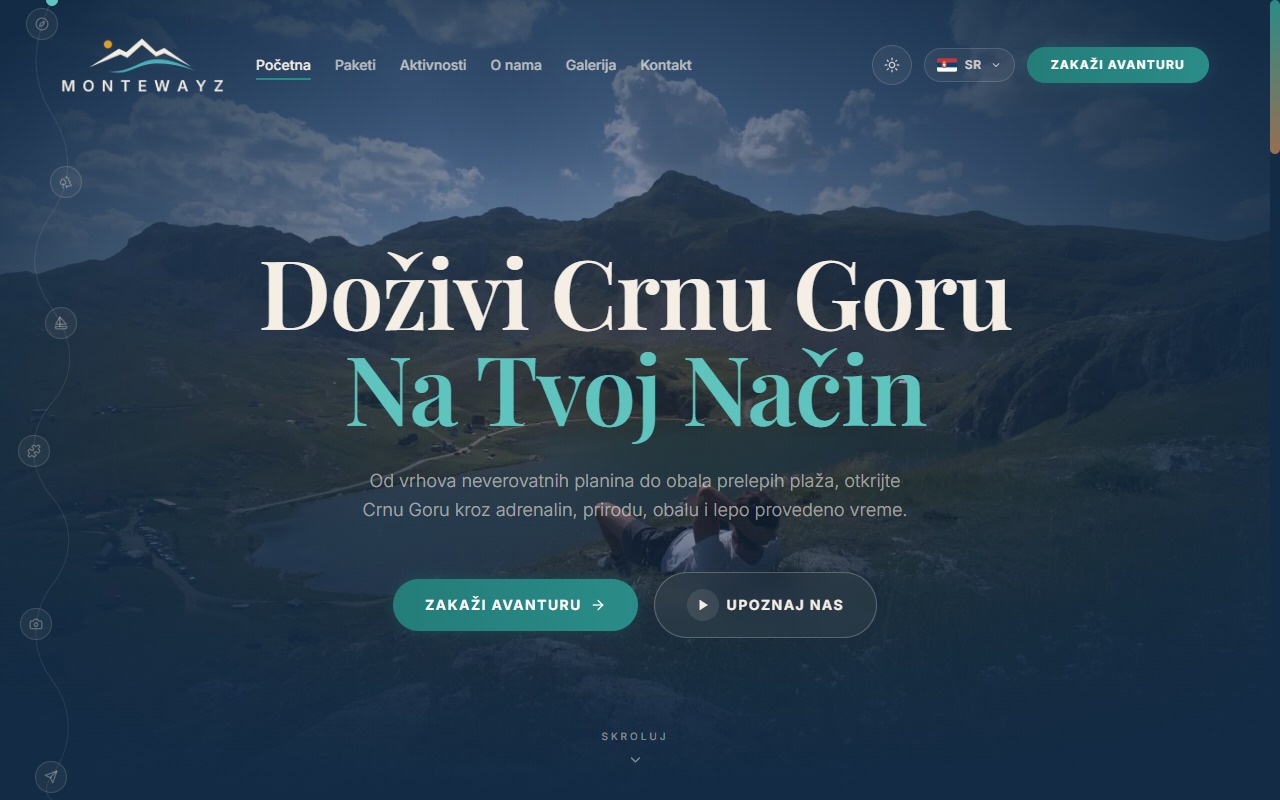 MONTEWAYZ
Početna
Paketi
Aktivnosti
O nama
Galerija
Kontakt
SR
ZAKAŽI AVANTURU
Doživi Crnu Goru
Na Tvoj Način
Od vrhova neverovatnih planina do obala prelepih plaža, otkrijte
Crnu Goru kroz adrenalin, prirodu, obalu i lepo provedeno vreme.
ZAKAŽI AVANTURU
UPOZNAJ NAS
SKROLUJ